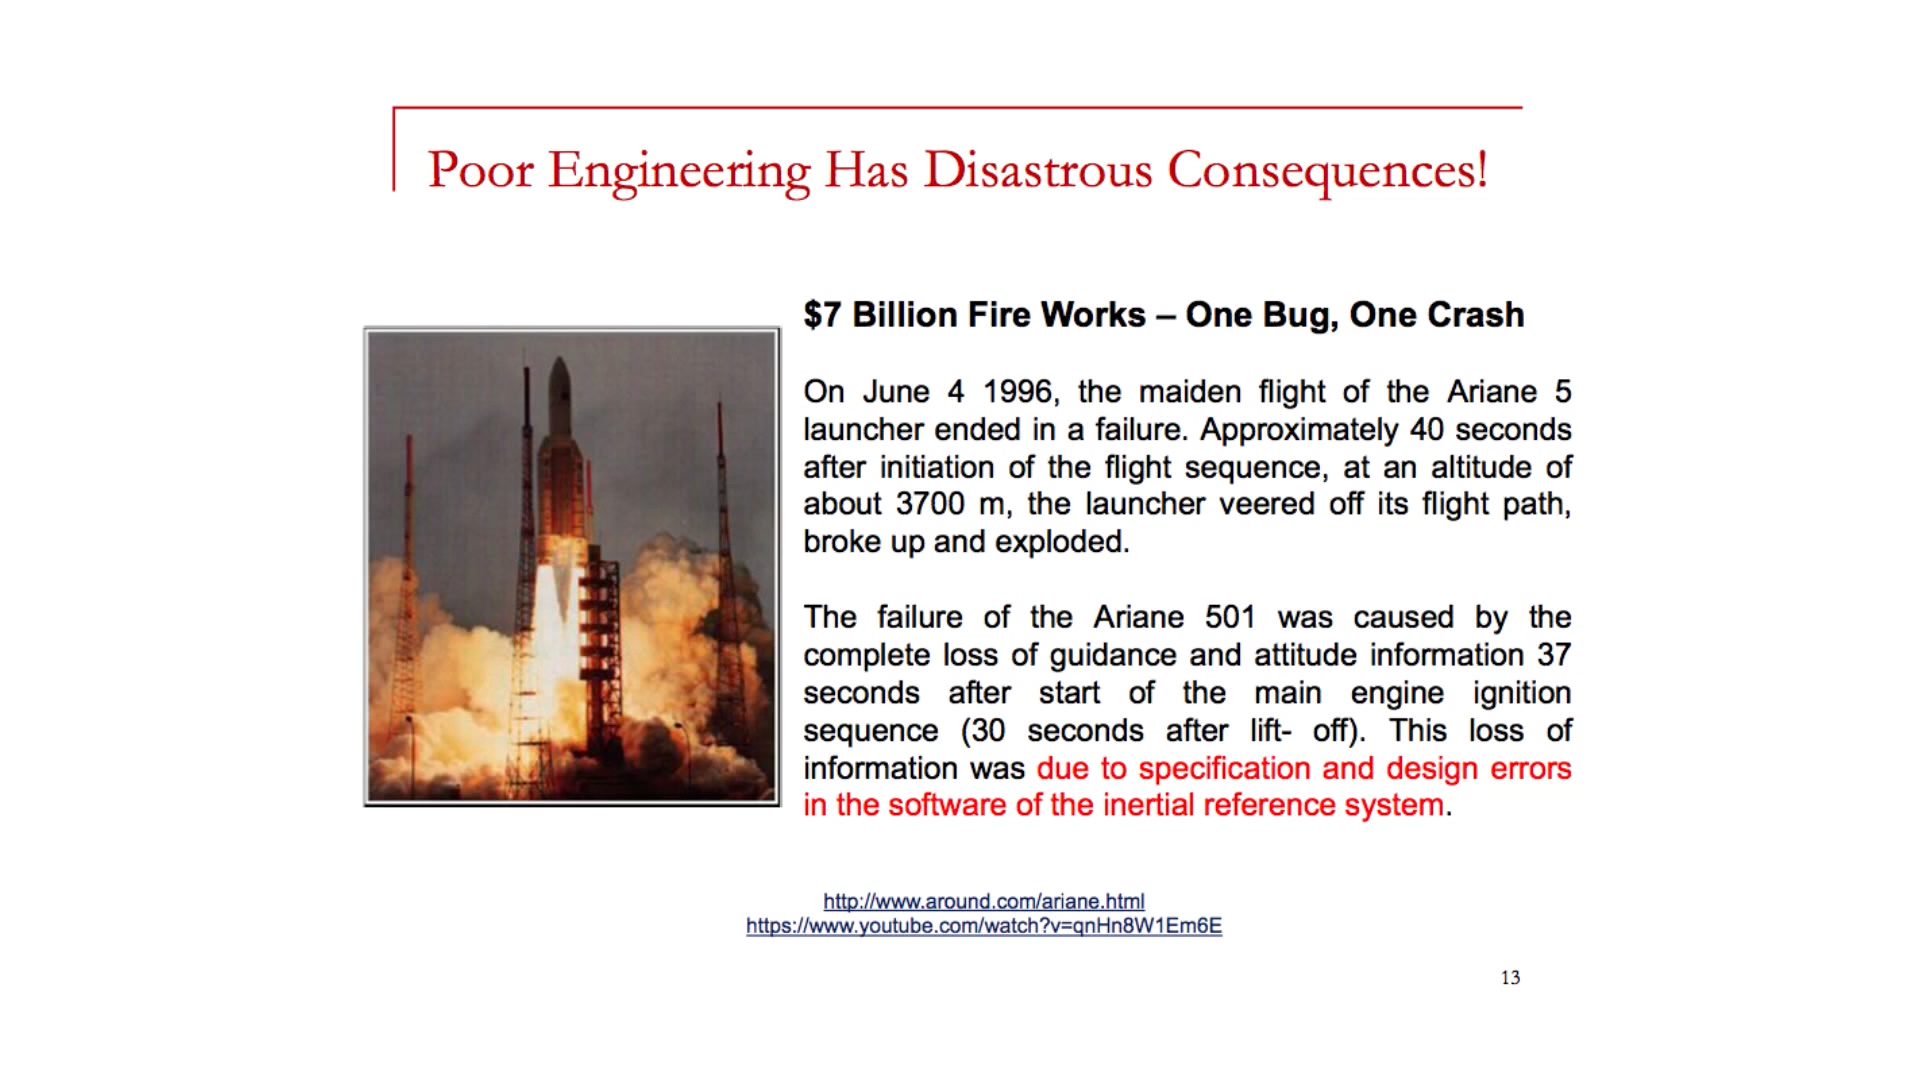 Poor Engineering Has Disastrous Consequences!
$7 Billion Fire Works – One Bug, One Crash
On June 4 1996, the maiden flight of the Ariane 5
launcher ended in a failure. Approximately 40 seconds
after initiation of the flight sequence, at an altitude of
about 3700 m, the launcher veered off its flight path,
broke up and exploded.
The failure of the Ariane 501 was caused by the
complete loss of guidance and attitude information 37
seconds after start of the main engine ignition
sequence (30 seconds after lift- off). This loss of
information was due to specification and design errors
in the software of the inertial reference system.
http://www.around.com/ariane.html
https://www.youtube.com/watch?v=qnHn8W1Em6E
13